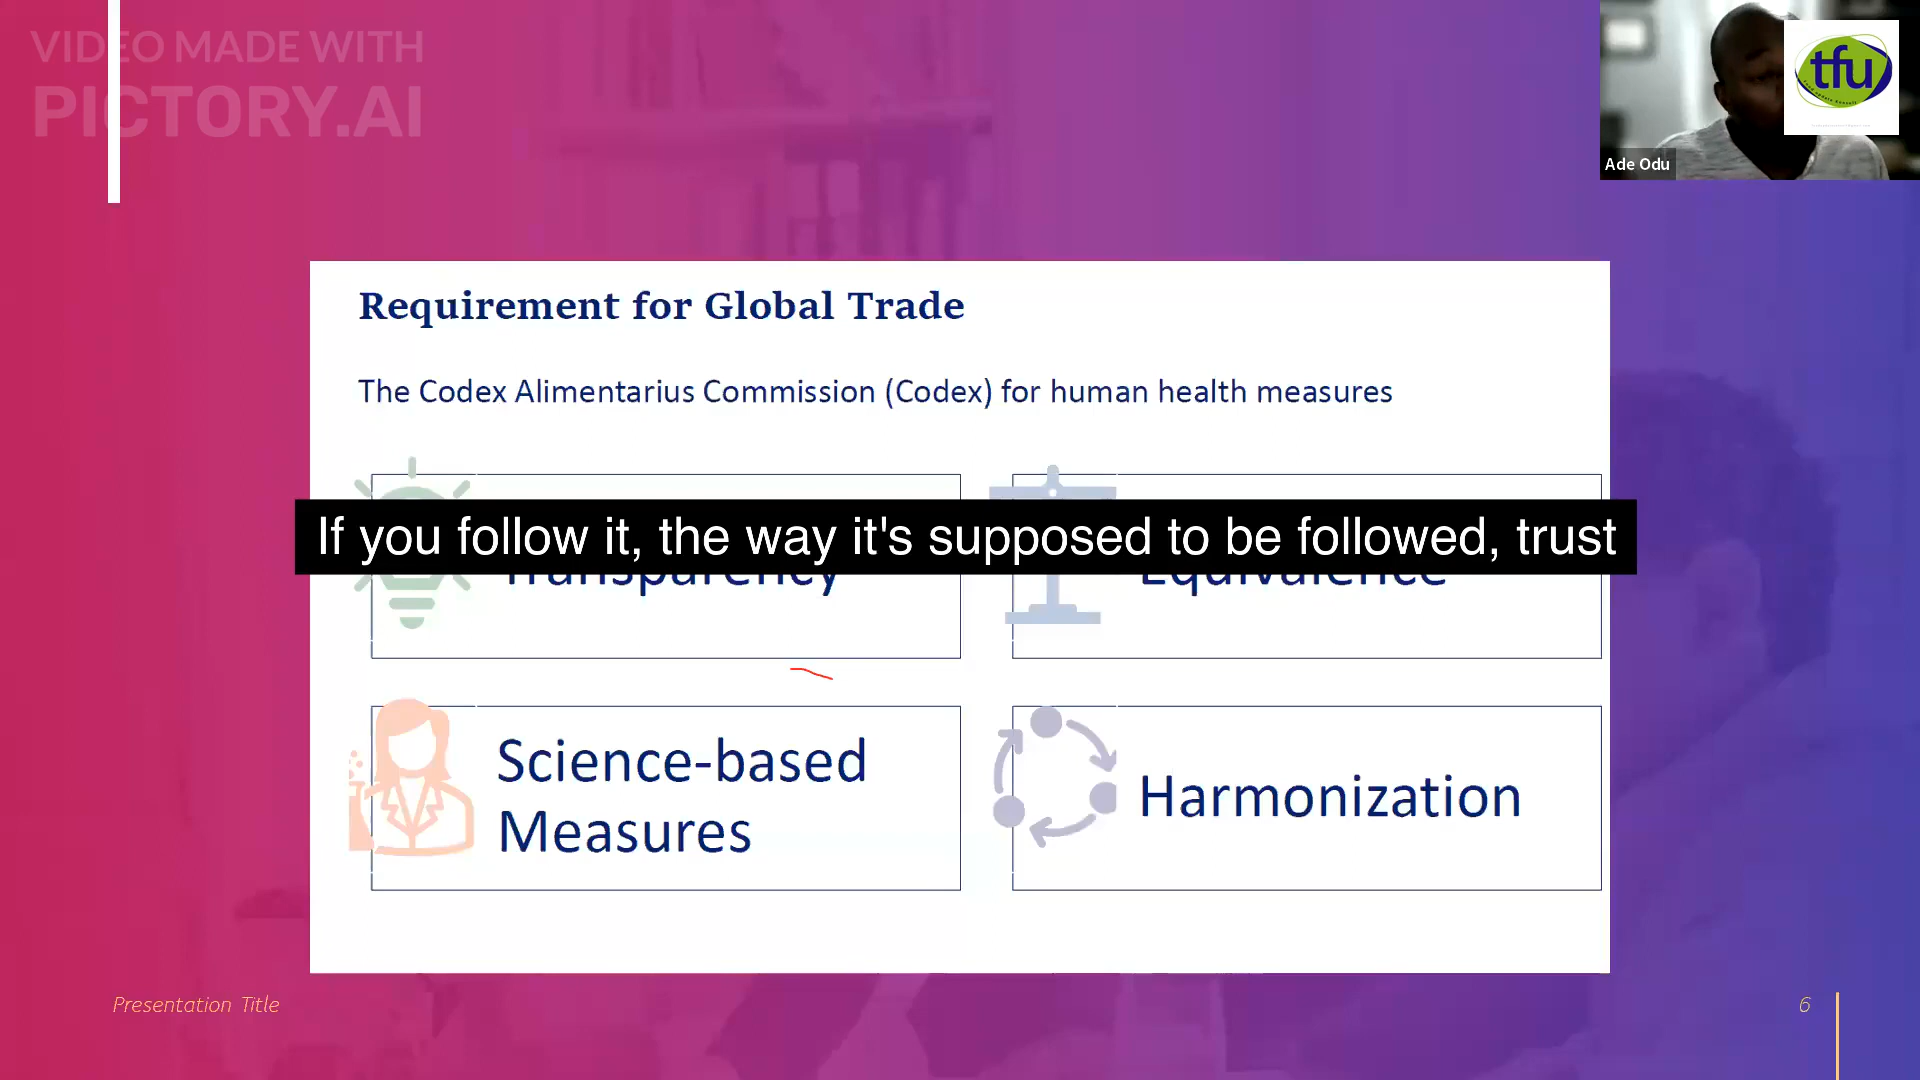 VIDEO MADE WITH
PICTORY.AI
tfu
Ade Odu
Requirement for Global Trade
The Codex Alimentarius Commission (Codex) for human health measures
If you follow it, the way it's supposed to be followed, trust
Transparency
Equivalence
Science-based
Measures
Harmonization
Presentation Title
6